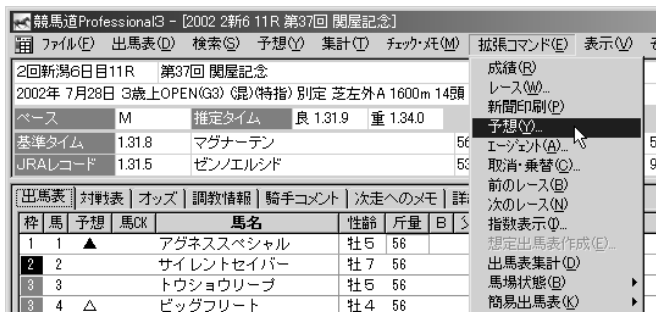 競馬道Professional3 - [2002 2新6 11R 第37回 関屋記念]
ファイル(F) 出馬表(D) 検索(S) 予想(Y) 集計(T) チェック・メモ(M) 拡張コマンド(E) 表示(V)
2回新潟6日目11R 第37回 関屋記念
2002年 7月28日 3歳上OPEN(G3) (混)(特指) 別定 芝左外A 1600m 14頭
ペース M 推定タイム 良 1.31.9 重 1.34.0
基準タイム 1.31.8 マグナーテン
JRAレコード 1.31.5 ゼンノエルシド
出馬表 対戦表 オッズ 調教情報 騎手コメント 次走へのメモ
枠 馬 予想 馬CK 馬名 性齢 斤量 B
1 1 ▲ アグネススペシャル 牡5 56
2 2 サイレントセイバー 牡7 56
3 3 トウショウリープ 牡5 56
3 4 △ ビッグフリート 牡4 56
成績(R)
レース(W)...
新聞印刷(P)
予想(Y)...
エージェント(A)...
取消・乗替(C)...
前のレース(B)
次のレース(N)
指数表示(I)...
想定出馬表作成(E)...
出馬表集計(D)
馬場状態(B)
簡易出馬表(K)